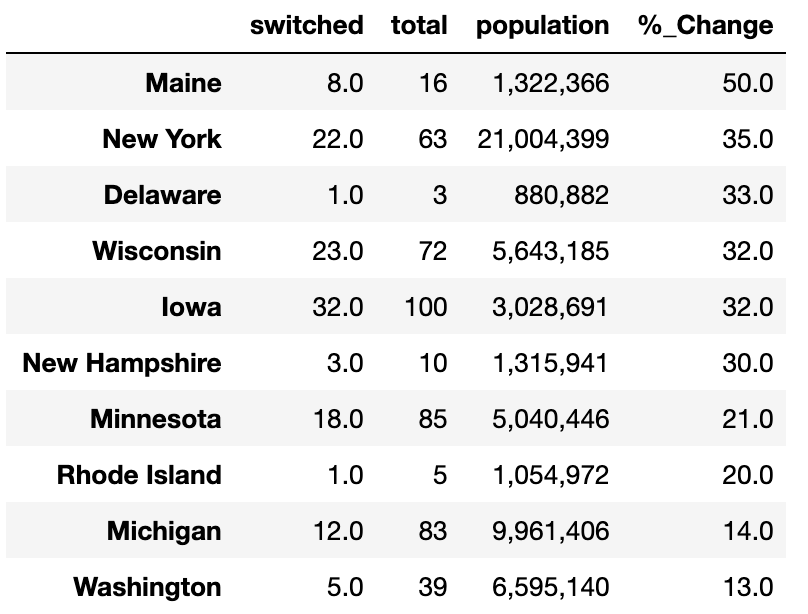 switched total population %_Change
Maine 8.0 16 1,322,366 50.0
New York 22.0 63 21,004,399 35.0
Delaware 1.0 3 880,882 33.0
Wisconsin 23.0 72 5,643,185 32.0
Iowa 32.0 100 3,028,691 32.0
New Hampshire 3.0 10 1,315,941 30.0
Minnesota 18.0 85 5,040,446 21.0
Rhode Island 1.0 5 1,054,972 20.0
Michigan 12.0 83 9,961,406 14.0
Washington 5.0 39 6,595,140 13.0